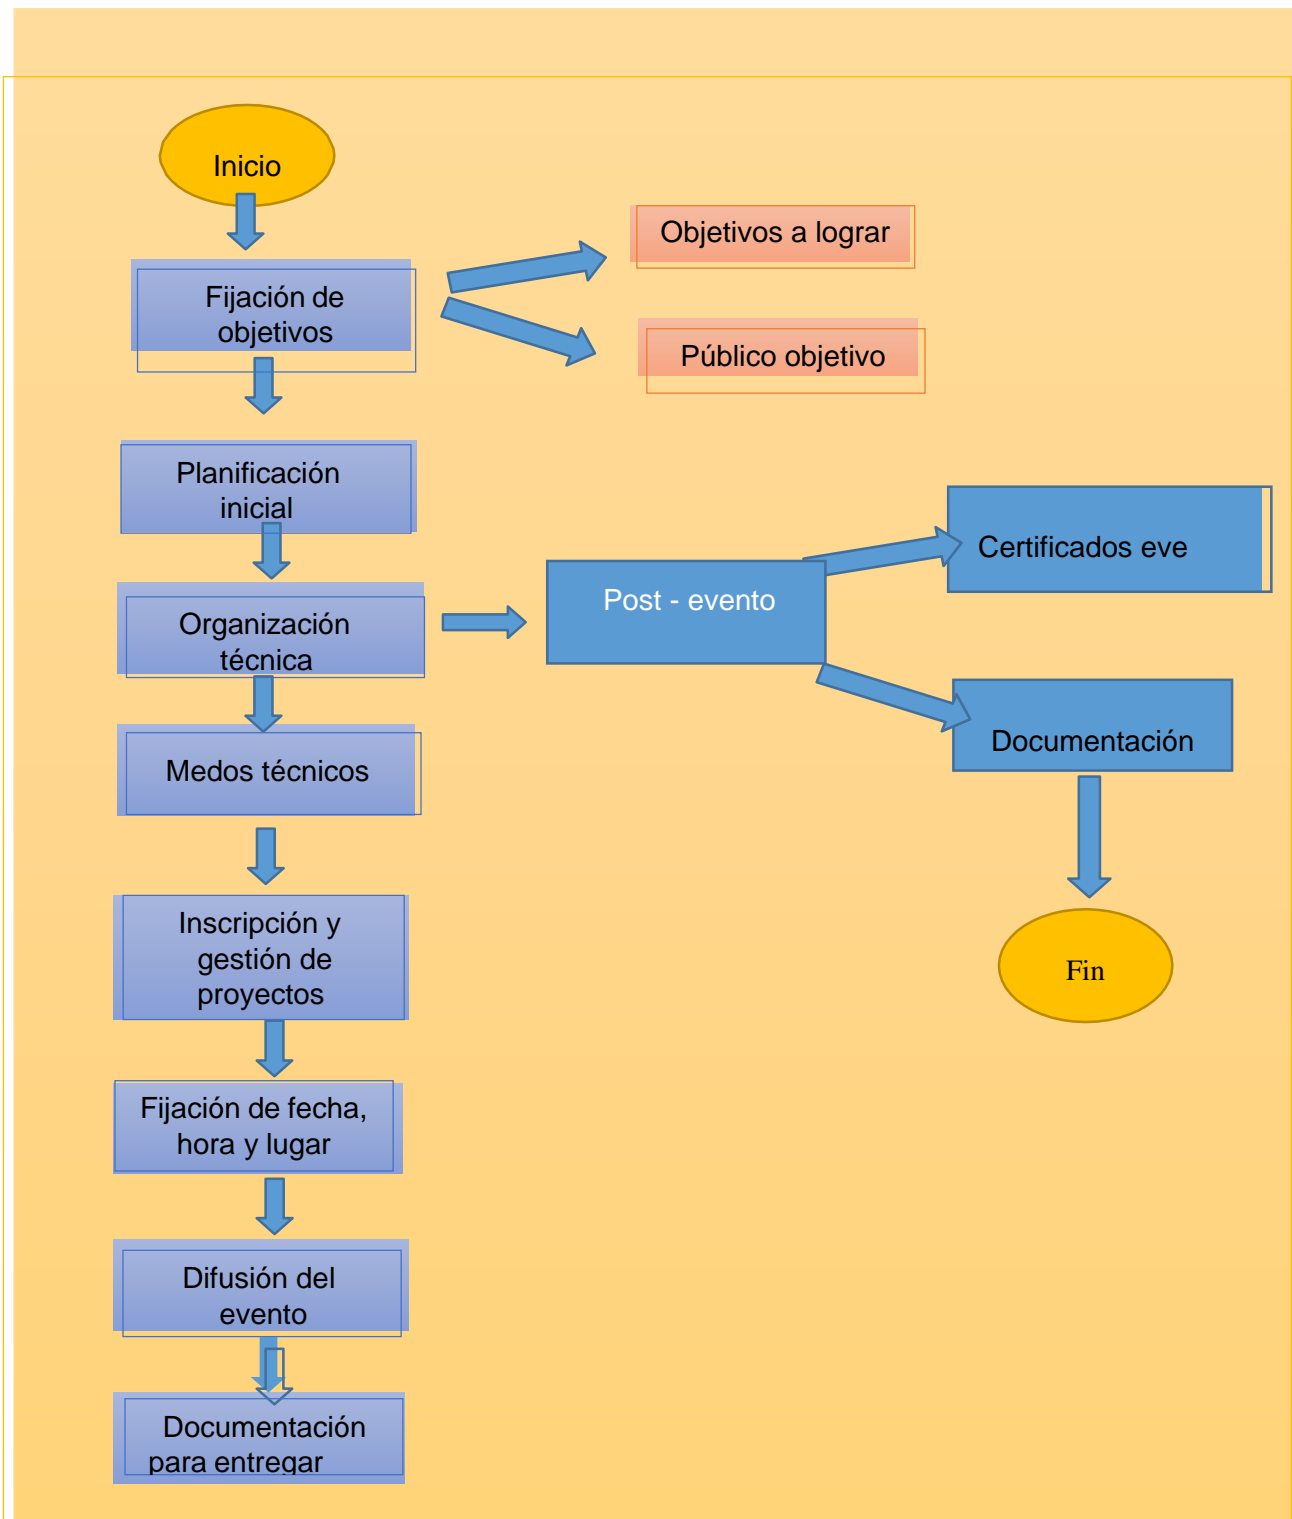 Inicio
Fijación de
objetivos
Objetivos a lograr
Público objetivo
Planificación
inicial
Organización
técnica
Post - evento
Certificados eve
Documentación
Fin
Medos técnicos
Inscripción y
gestión de
proyectos
Fijación de fecha,
hora y lugar
Difusión del
evento
Documentación
para entregar